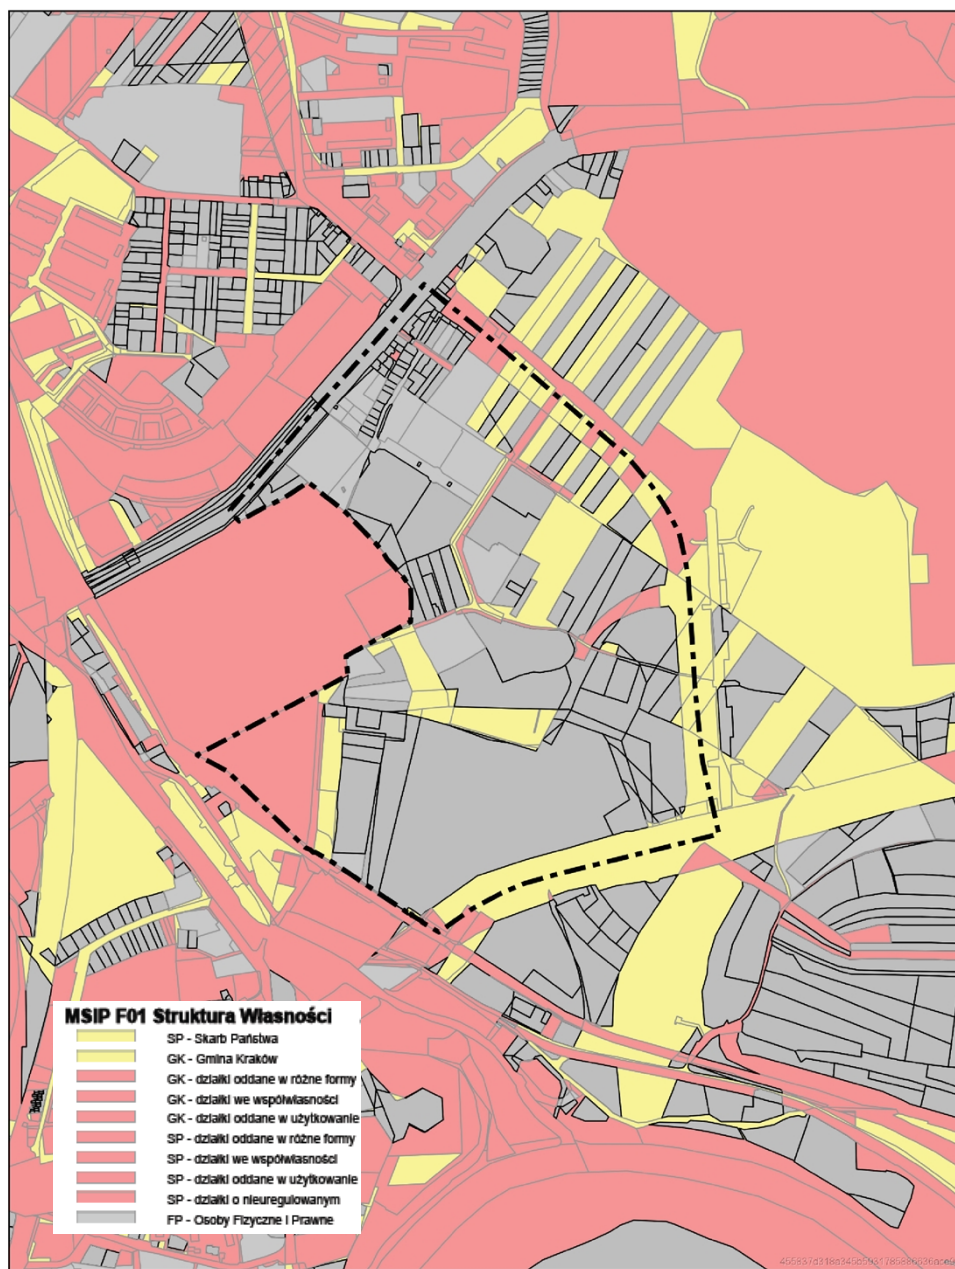 MSIP F01 Struktura Własności
SP - Skarb Państwa
GK - Gmina Kraków
GK - działki oddane w różne formy
GK - działki we współwłasności
GK - działki oddane w użytkowanie
SP - działki oddane w różne formy
SP - działki we współwłasności
SP - działki oddane w użytkowanie
SP - działki o nieuregulowanym
FP - Osoby Fizyczne i Prawne